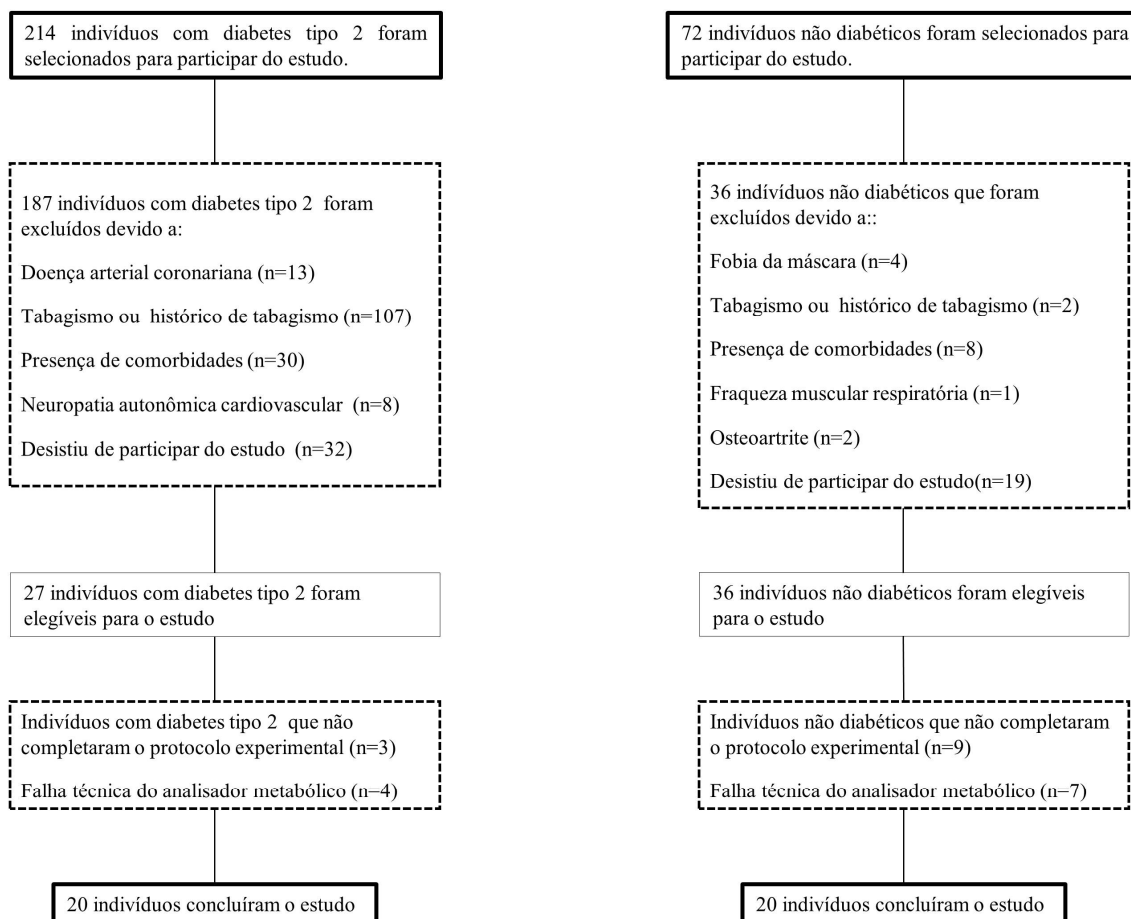 214 indivíduos com diabetes tipo 2 foram
selecionados para participar do estudo.
187 indivíduos com diabetes tipo 2 foram
excluídos devido a:
Doença arterial coronariana (n=13)
Tabagismo ou histórico de tabagismo (n=107)
Presença de comorbidades (n=30)
Neuropatia autonômica cardiovascular (n=8)
Desistiu de participar do estudo (n=32)
27 indivíduos com diabetes tipo 2 foram
elegíveis para o estudo
Indivíduos com diabetes tipo 2 que não
completaram o protocolo experimental (n=3)
Falha técnica do analisador metabólico (n=4)
20 indivíduos concluíram o estudo
72 indivíduos não diabéticos foram selecionados para
participar do estudo.
36 indívíduos não diabéticos que foram
excluídos devido a::
Fobia da máscara (n=4)
Tabagismo ou histórico de tabagismo (n=2)
Presença de comorbidades (n=8)
Fraqueza muscular respiratória (n=1)
Osteoartrite (n=2)
Desistiu de participar do estudo(n=19)
36 indivíduos não diabéticos foram elegíveis
para o estudo
Indivíduos não diabéticos que não completaram
o protocolo experimental (n=9)
Falha técnica do analisador metabólico (n=7)
20 indivíduos concluíram o estudo